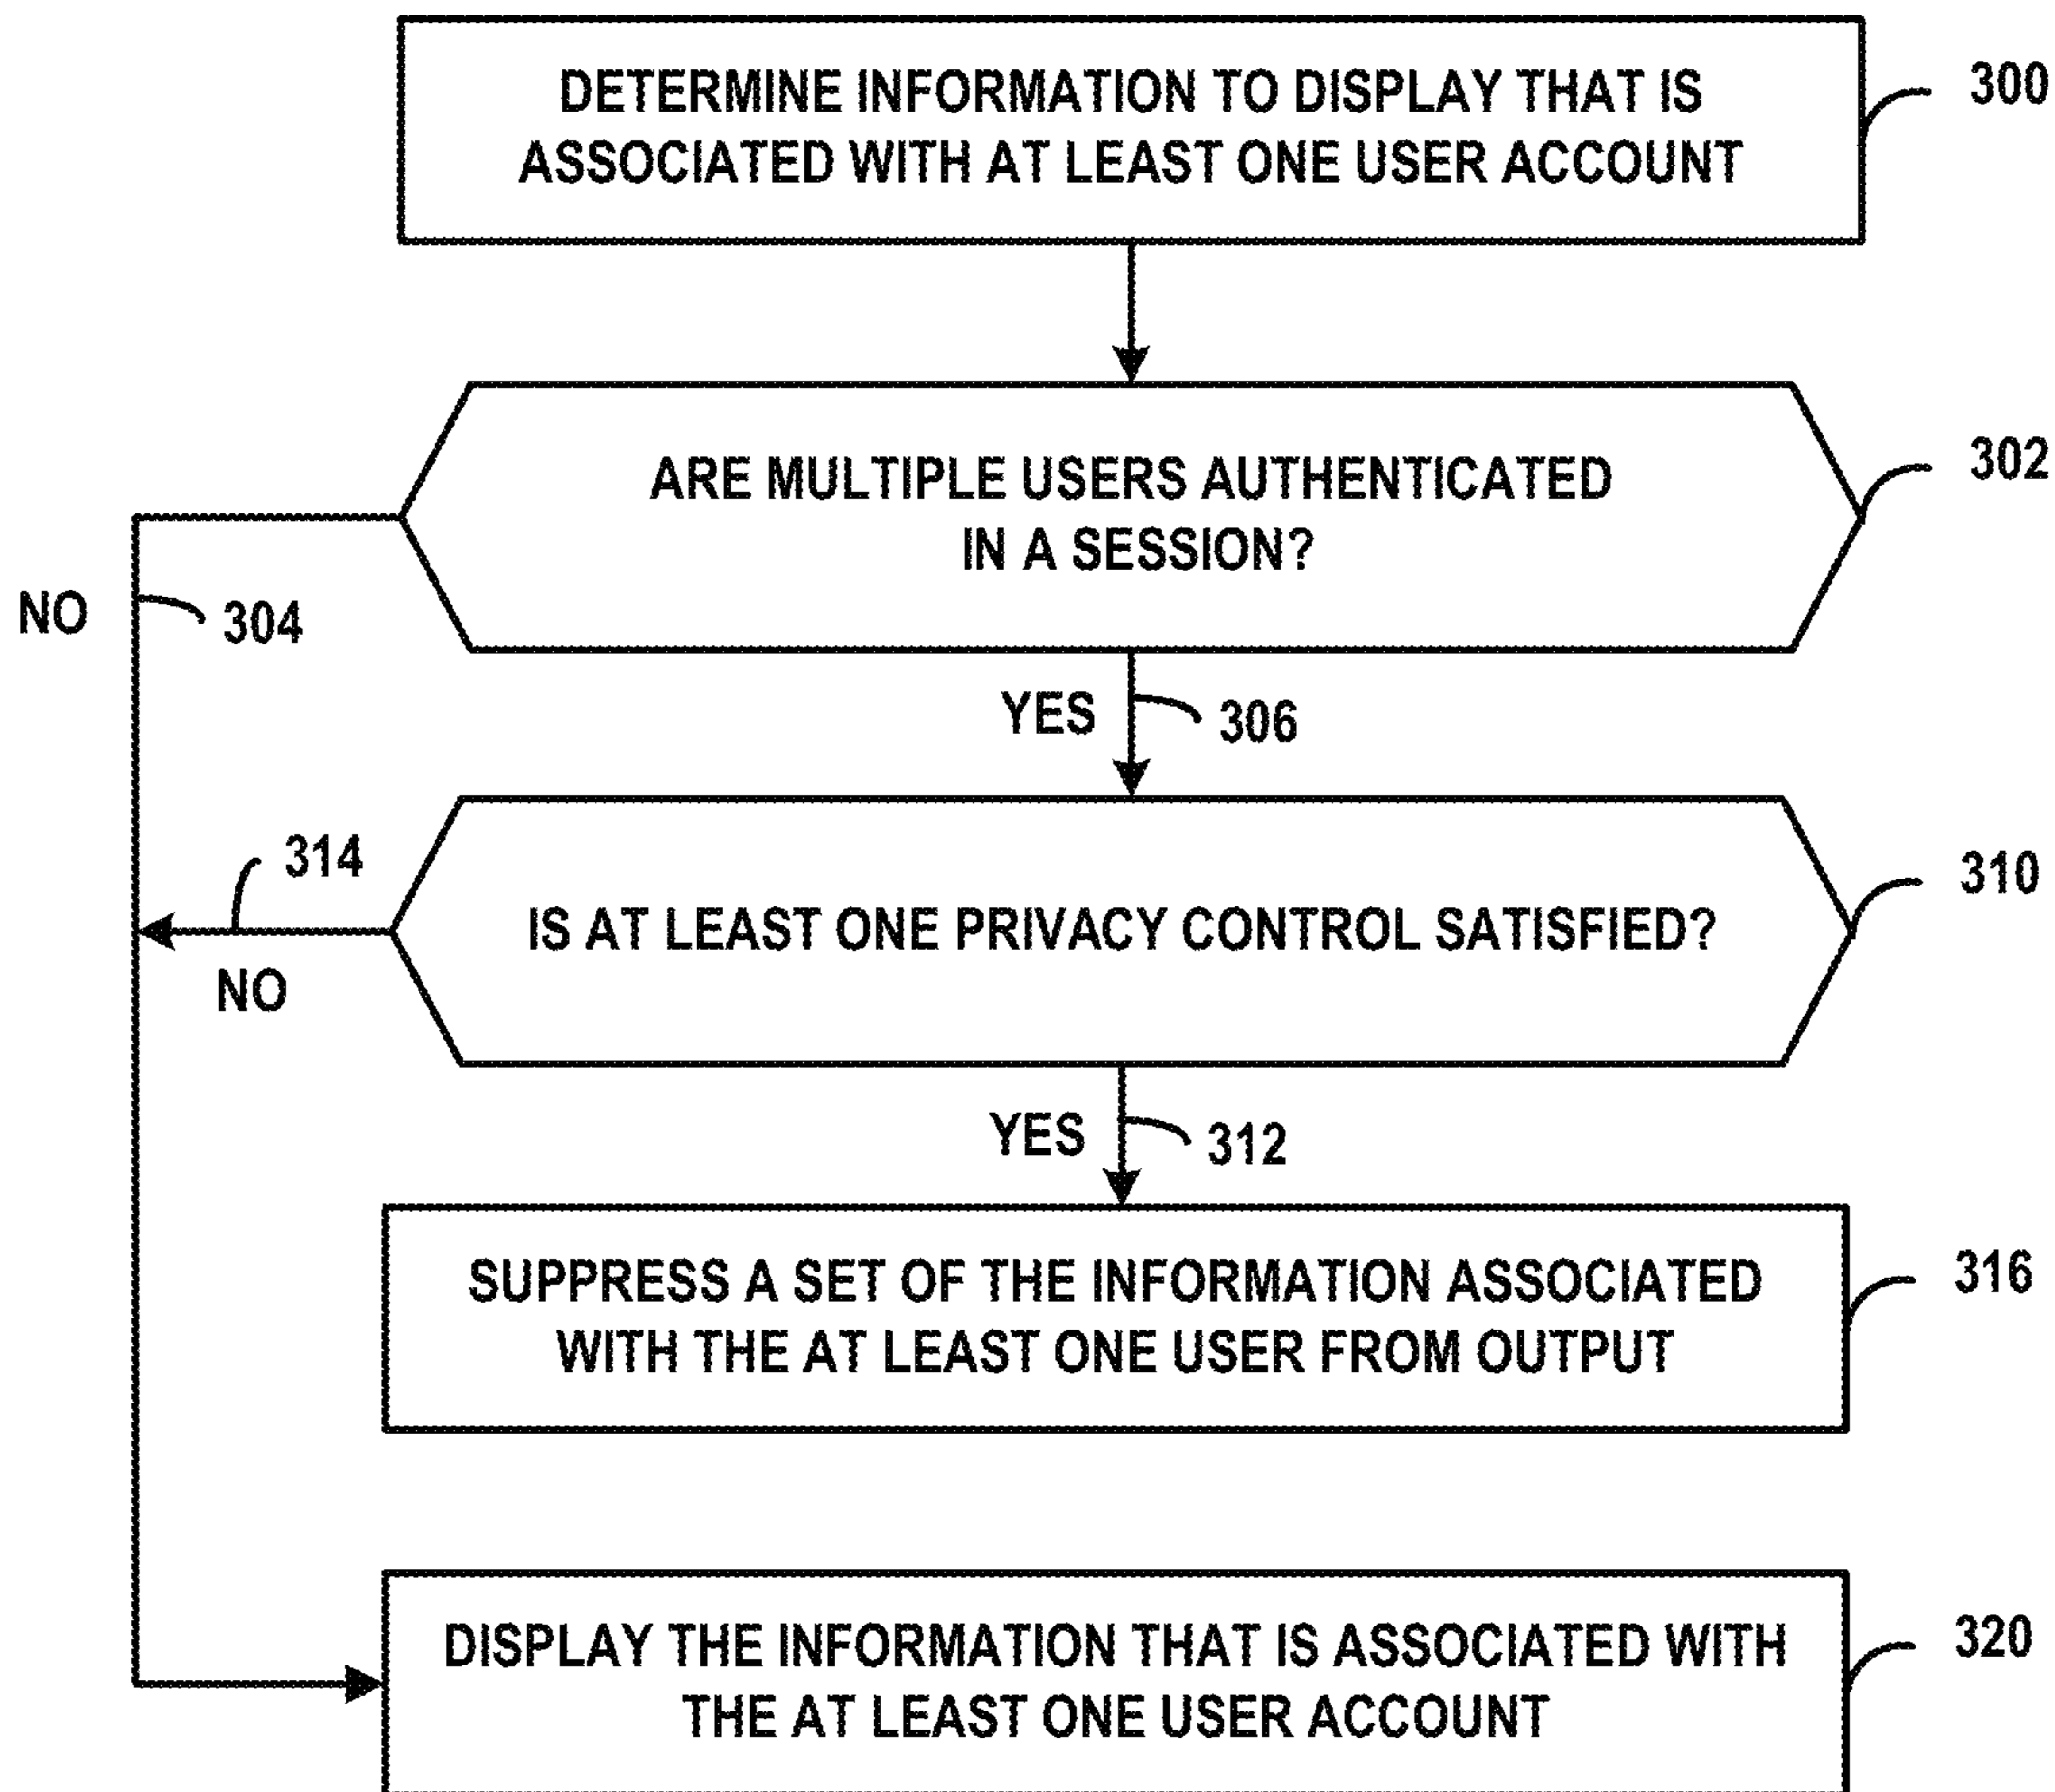 DETERMINE INFORMATION TO DISPLAY THAT IS
ASSOCIATED WITH AT LEAST ONE USER ACCOUNT
300
ARE MULTIPLE USERS AUTHENTICATED
IN A SESSION?
302
NO
304
YES
306
314
NO
IS AT LEAST ONE PRIVACY CONTROL SATISFIED?
310
YES
312
SUPPRESS A SET OF THE INFORMATION ASSOCIATED
WITH THE AT LEAST ONE USER FROM OUTPUT
316
DISPLAY THE INFORMATION THAT IS ASSOCIATED WITH
THE AT LEAST ONE USER ACCOUNT
320